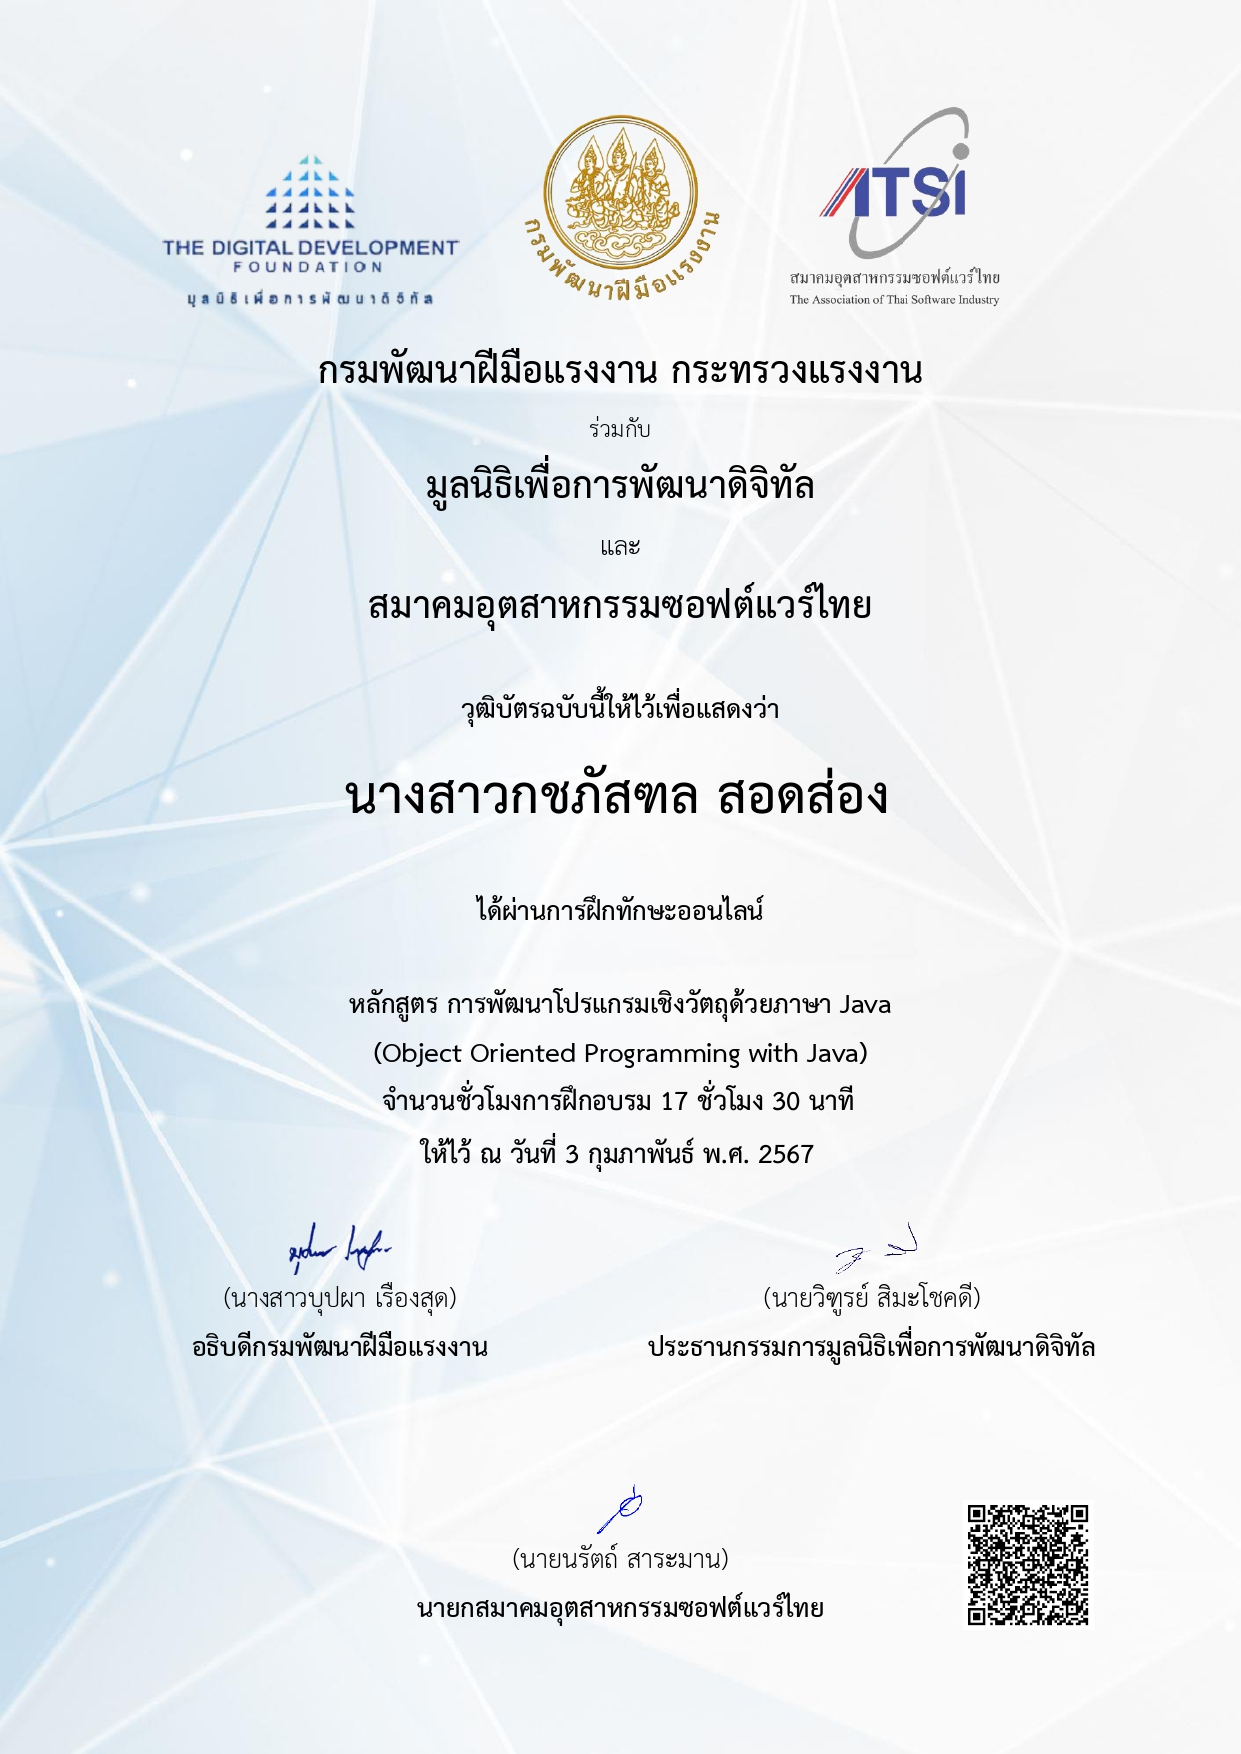 THE DIGITAL DEVELOPMENT
FOUNDATION
มูลนิธิเพื่อการพัฒนาดิจิทัล
กรมพัฒนาฝีมือแรงงาน
ATSI
สมาคมอุตสาหกรรมซอฟต์แวร์ไทย
The Association of Thai Software Industry
กรมพัฒนาฝีมือแรงงาน กระทรวงแรงงาน
ร่วมกับ
มูลนิธิเพื่อการพัฒนาดิจิทัล
และ
สมาคมอุตสาหกรรมซอฟต์แวร์ไทย
วุฒิบัตรฉบับนี้ให้ไว้เพื่อแสดงว่า
นางสาวกชภัสฑล สอดส่อง
ได้ผ่านการฝึกทักษะออนไลน์
หลักสูตร การพัฒนาโปรแกรมเชิงวัตถุด้วยภาษา Java
(Object Oriented Programming with Java)
จำนวนชั่วโมงการฝึกอบรม 17 ชั่วโมง 30 นาที
ให้ไว้ ณ วันที่ 3 กุมภาพันธ์ พ.ศ. 2567
(นางสาวบุปผา เรืองสุด)
อธิบดีกรมพัฒนาฝีมือแรงงาน
(นายวิฑูรย์ สิมะโชคดี)
ประธานกรรมการมูลนิธิเพื่อการพัฒนาดิจิทัล
(นายนรัตถ์ สาระมาน)
นายกสมาคมอุตสาหกรรมซอฟต์แวร์ไทย